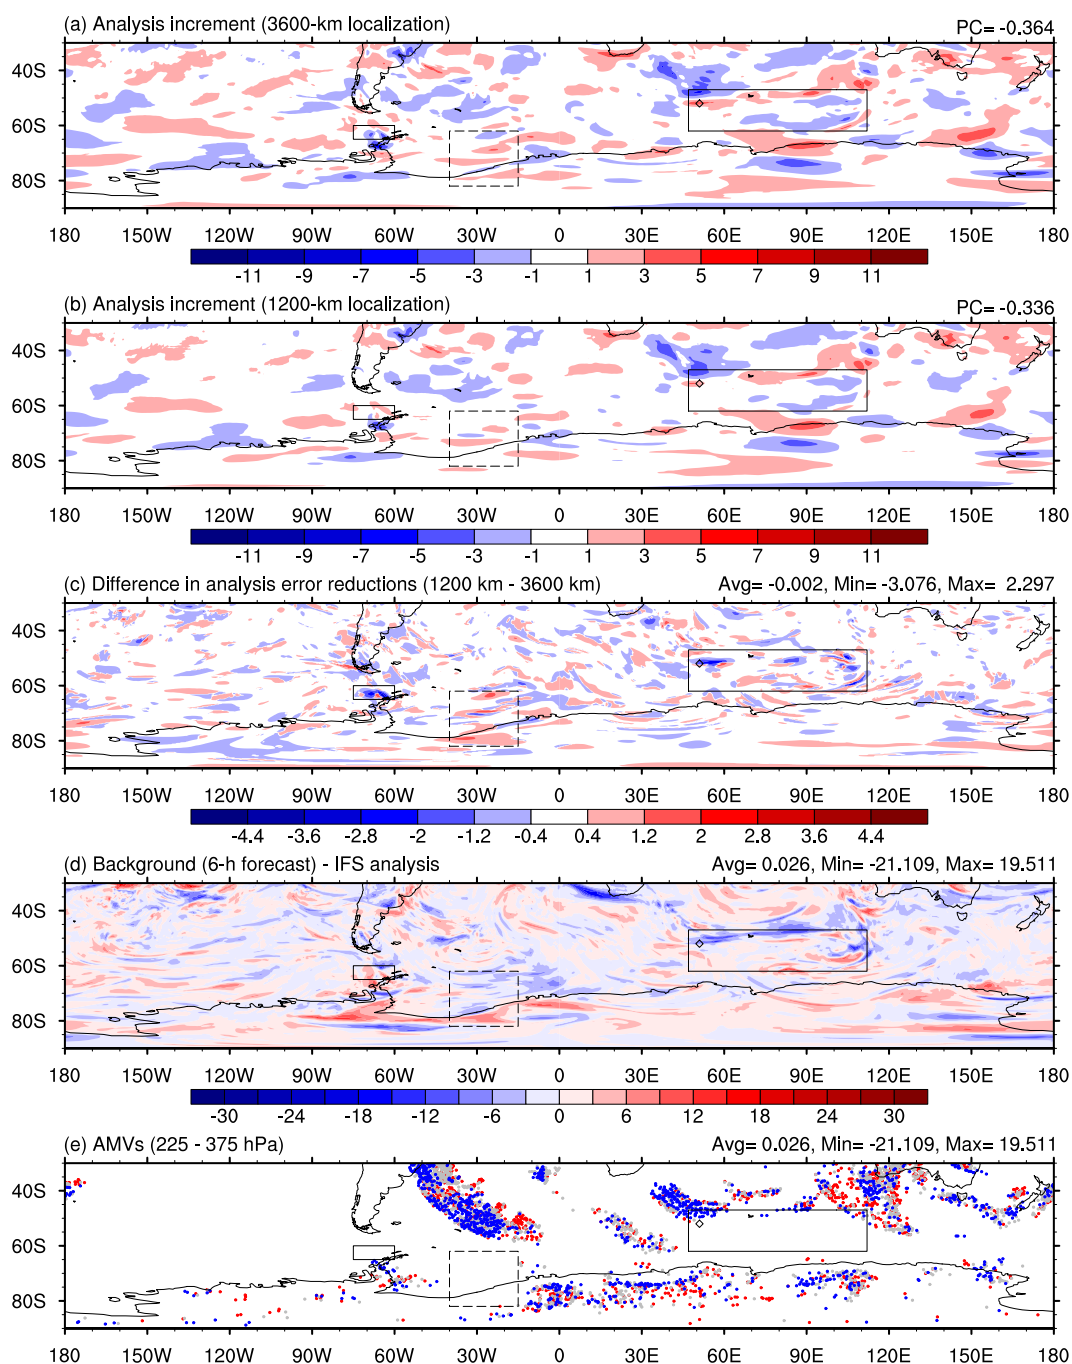 (a) Analysis increment (3600-km localization) PC= -0.364
40S
60S
80S
180 150W 120W 90W 60W 30W 0 30E 60E 90E 120E 150E 180
-11 -9 -7 -5 -3 -1 1 3 5 7 9 11
(b) Analysis increment (1200-km localization) PC= -0.336
40S
60S
80S
180 150W 120W 90W 60W 30W 0 30E 60E 90E 120E 150E 180
-11 -9 -7 -5 -3 -1 1 3 5 7 9 11
(c) Difference in analysis error reductions (1200 km - 3600 km) Avg= -0.002, Min= -3.076, Max= 2.297
40S
60S
80S
180 150W 120W 90W 60W 30W 0 30E 60E 90E 120E 150E 180
-4.4 -3.6 -2.8 -2 -1.2 -0.4 0.4 1.2 2 2.8 3.6 4.4
(d) Background (6-h forecast) - IFS analysis Avg= 0.026, Min= -21.109, Max= 19.511
40S
60S
80S
180 150W 120W 90W 60W 30W 0 30E 60E 90E 120E 150E 180
-30 -24 -18 -12 -6 0 6 12 18 24 30
(e) AMVs (225 - 375 hPa) Avg= 0.026, Min= -21.109, Max= 19.511
40S
60S
80S
180 150W 120W 90W 60W 30W 0 30E 60E 90E 120E 150E 180